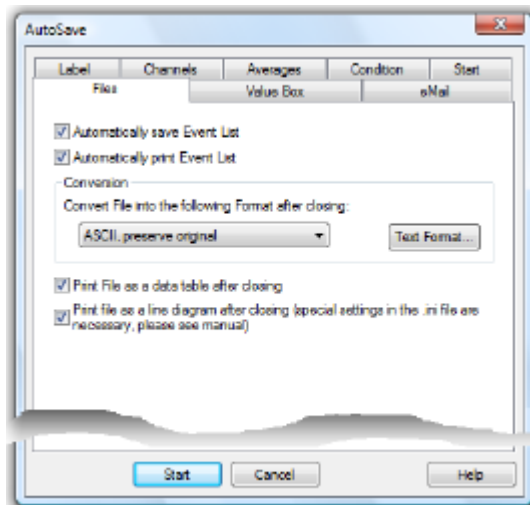 AutoSave
Label Channels Averages Condition Start
Files Value Box eMail
Automatically save Event List
Automatically print Event List
Conversion
Convert File into the following Format after closing:
ASCII, preserve original Text Format...
Print File as a data table after closing
Print file as a line diagram after closing (special settings in the .ini file are
necessary, please see manual)
Start Cancel Help